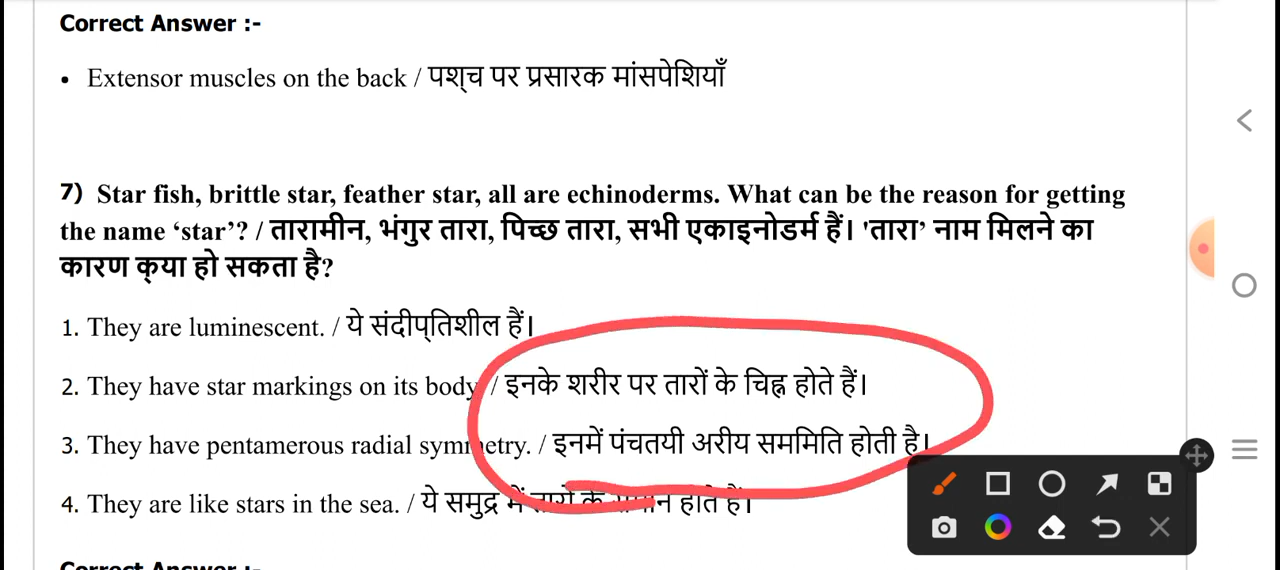 Correct Answer :-
• Extensor muscles on the back / पश्च पर प्रसारक मांसपेशियाँ
7) Star fish, brittle star, feather star, all are echinoderms. What can be the reason for getting
the name ‘star’? / तारामीन, भंगुर तारा, पिच्छ तारा, सभी एकाइनोडर्म हैं। 'तारा’ नाम मिलने का
कारण क्या हो सकता है?
1. They are luminescent. / ये संदीप्तिशील हैं।
2. They have star markings on its body / इनके शरीर पर तारों के चिह्न होते हैं।
3. They have pentamerous radial symmetry. / इनमें पंचतयी अरीय सममिति होती है।
4. They are like stars in the sea. / ये समुद्र में तारों के समान होते हैं।
Correct Answer :-